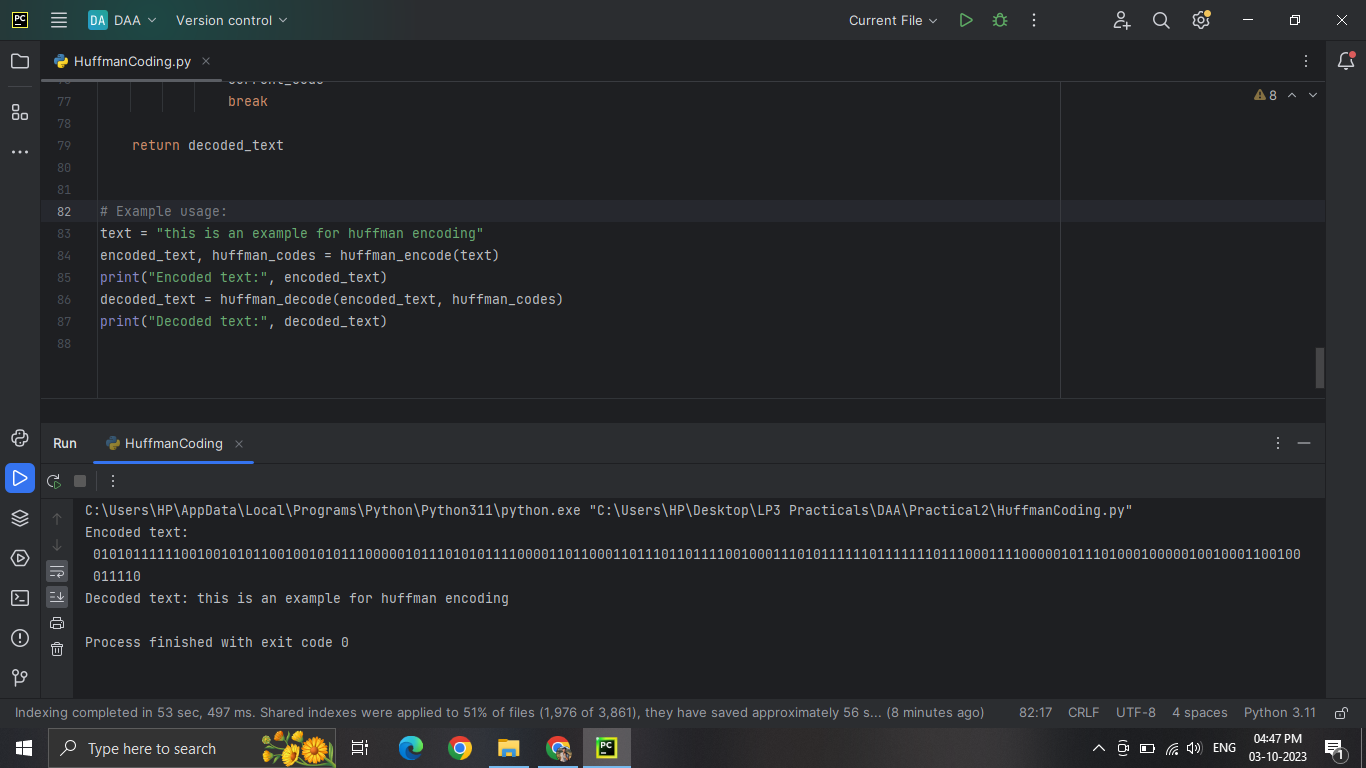 PC DA DAA Version control Current File
HuffmanCoding.py
77 break
78
79 return decoded_text
80
81
82 # Example usage:
83 text = "this is an example for huffman encoding"
84 encoded_text, huffman_codes = huffman_encode(text)
85 print("Encoded text:", encoded_text)
86 decoded_text = huffman_decode(encoded_text, huffman_codes)
87 print("Decoded text:", decoded_text)
88
8
Run HuffmanCoding
C:\Users\HP\AppData\Local\Programs\Python\Python311\python.exe "C:\Users\HP\Desktop\LP3 Practicals\DAA\Practical2\HuffmanCoding.py"
Encoded text:
011110
Decoded text: this is an example for huffman encoding
Process finished with exit code 0
Indexing completed in 53 sec, 497 ms. Shared indexes were applied to 51% of files (1,976 of 3,861), they have saved approximately 56 s... (8 minutes ago) 82:17 CRLF UTF-8 4 spaces Python 3.11
Type here to search PC ENG 04:47 PM
03-10-2023 1